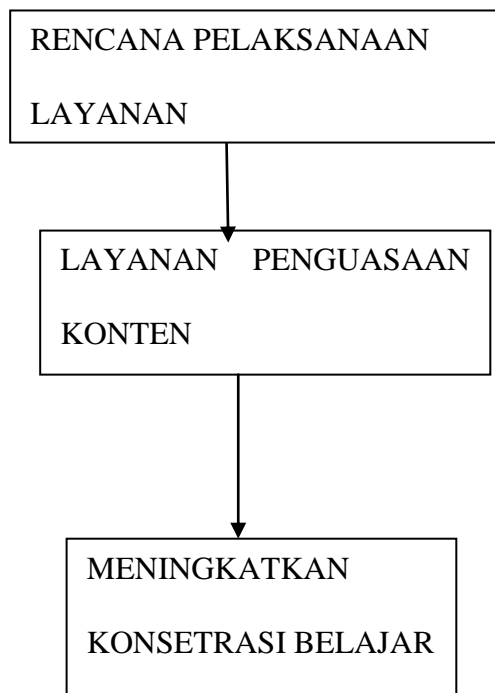 RENCANA PELAKSANAAN
LAYANAN
LAYANAN PENGUASAAN
KONTEN
MENINGKATKAN
KONSETRASI BELAJAR